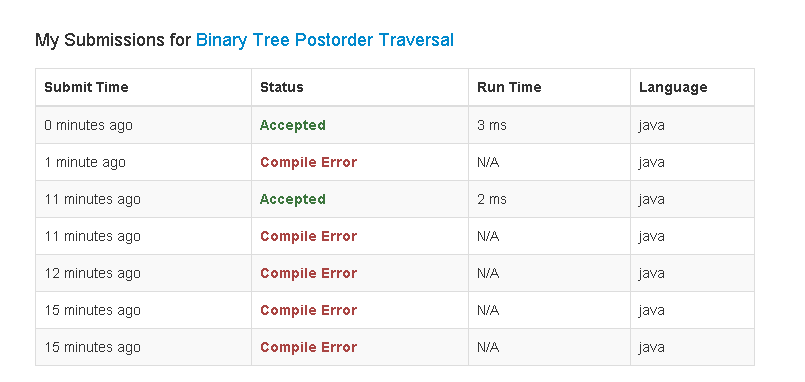 My Submissions for Binary Tree Postorder Traversal
Submit Time Status Run Time Language
0 minutes ago Accepted 3 ms java
1 minute ago Compile Error N/A java
11 minutes ago Accepted 2 ms java
11 minutes ago Compile Error N/A java
12 minutes ago Compile Error N/A java
15 minutes ago Compile Error N/A java
15 minutes ago Compile Error N/A java